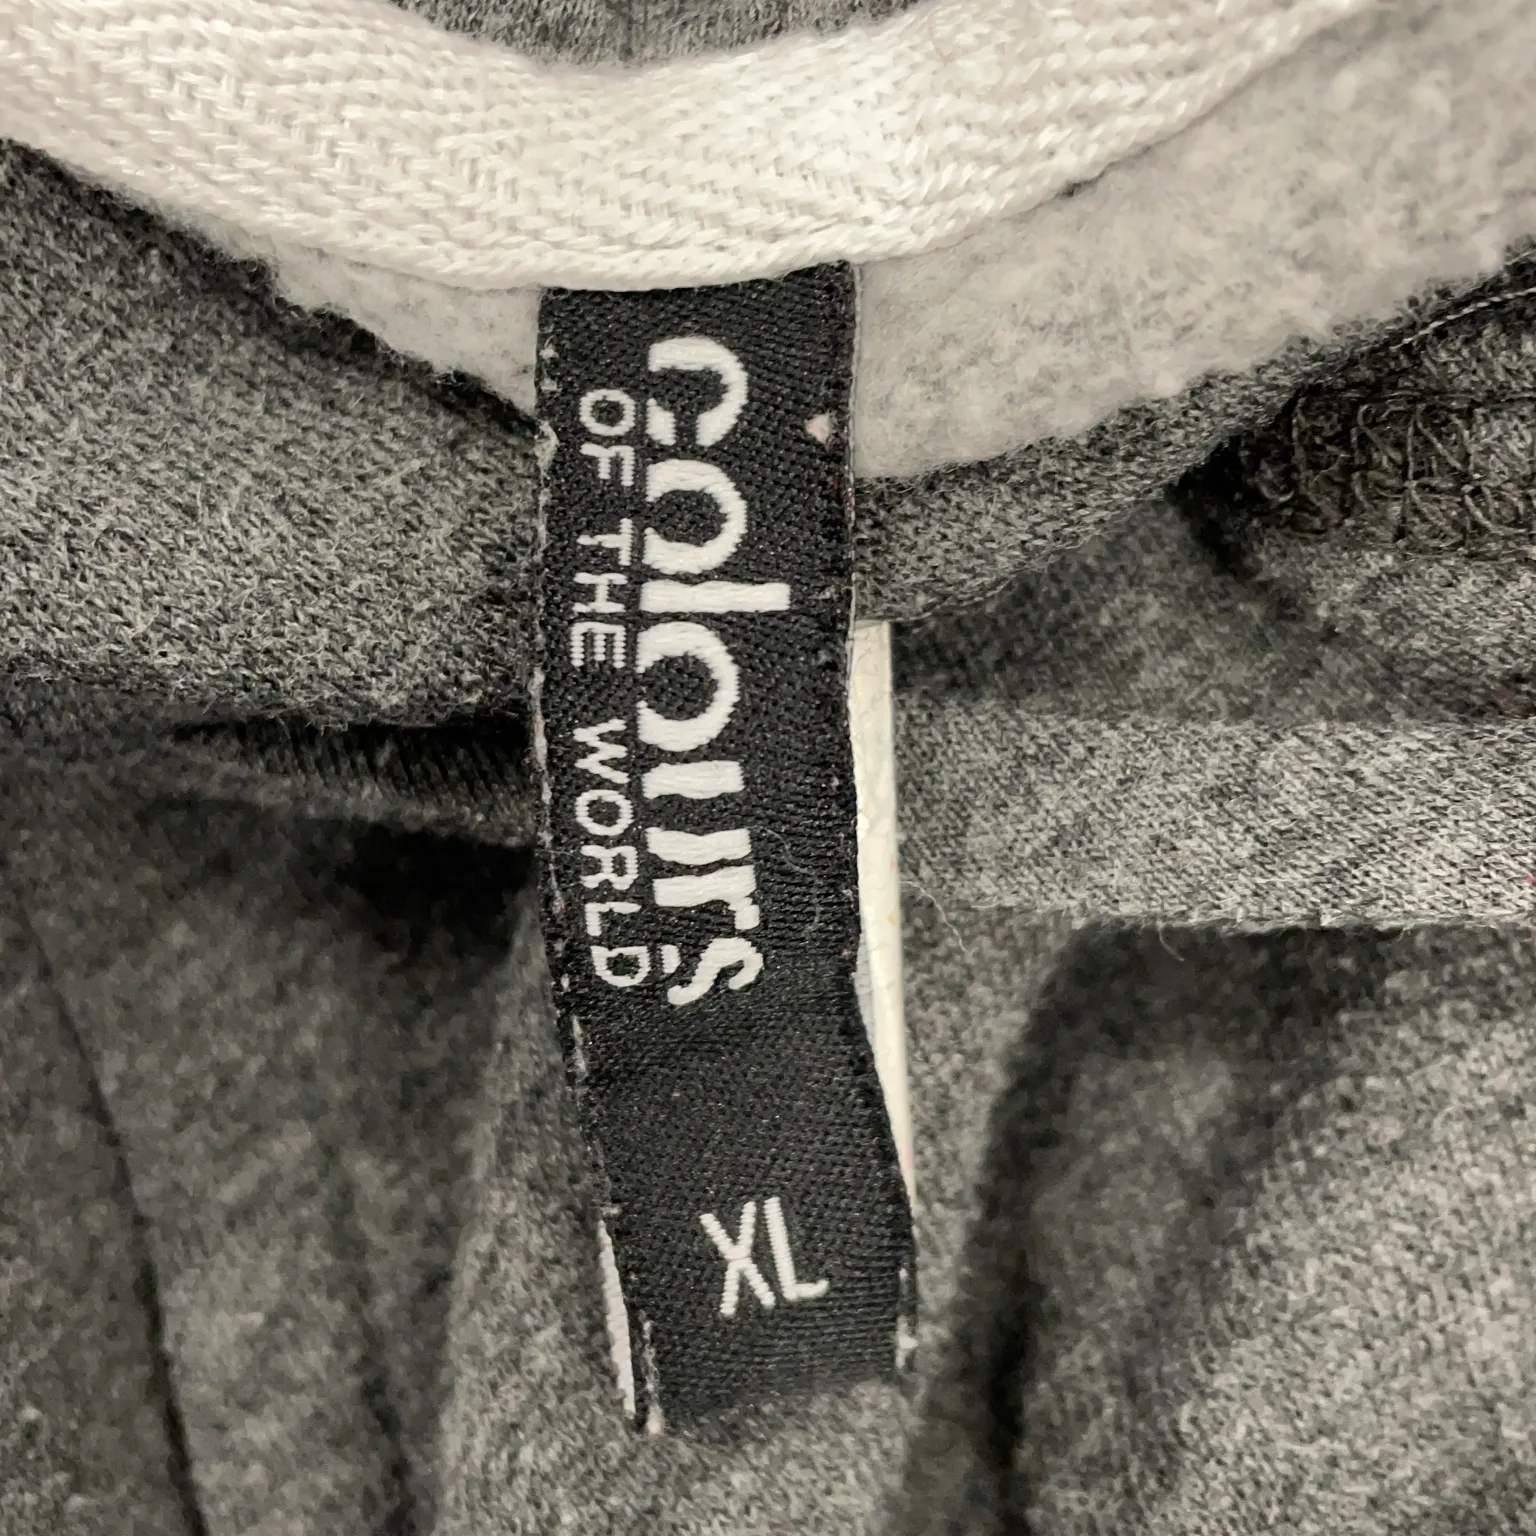 colours
OF THE WORLD
XL